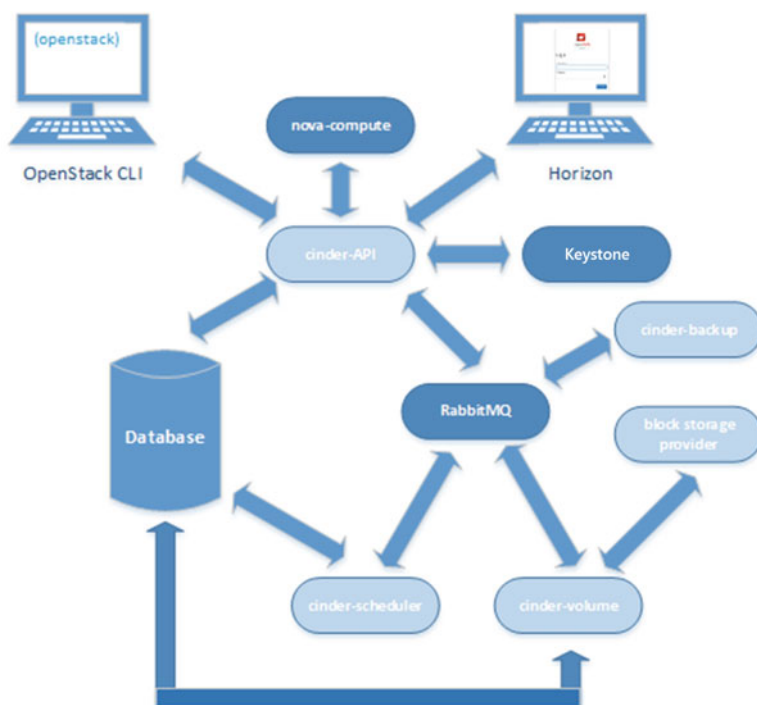 (openstack)
nova-compute
OpenStack CLI
Horizon
cinder-API
Keystone
cinder-backup
RabbitMQ
block storage
provider
Database
cinder-scheduler
cinder-volume